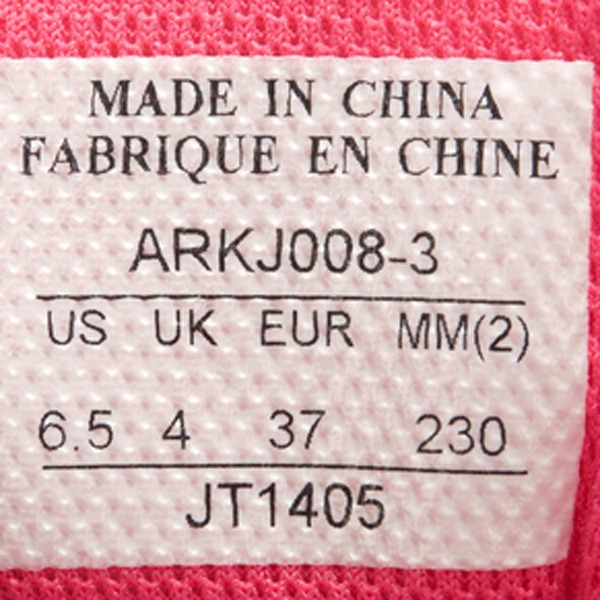 MADE IN CHINA
FABRIQUE EN CHINE
ARKJ008-3
US UK EUR MM(2)
6.5 4 37 230
JT1405